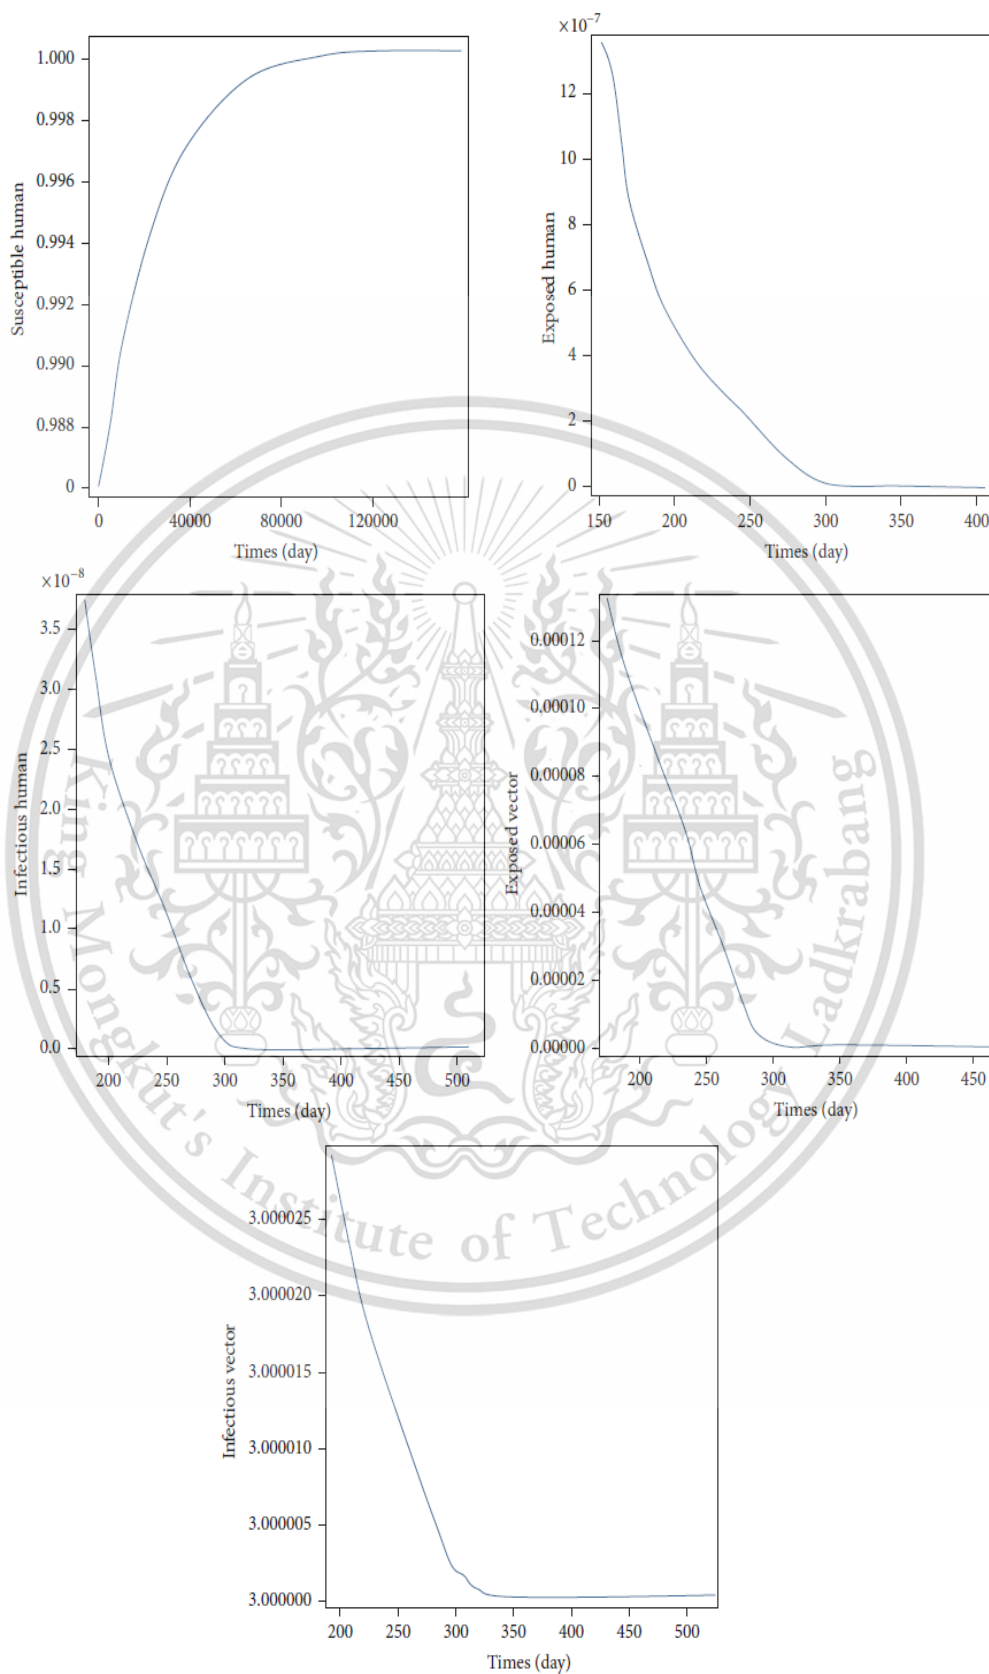 1.000
0.998
0.996
0.994
0.992
0.990
0.988
0
Susceptible human
0 40000 80000 120000
Times (day)
×10−7
12
10
8
6
4
2
0
Exposed human
150 200 250 300 350 400
Times (day)
×10−8
3.5
3.0
2.5
2.0
1.5
1.0
0.5
0.0
Infectious human
200 250 300 350 400 450 500
Times (day)
0.00012
0.00010
0.00008
0.00006
0.00004
0.00002
0.00000
Exposed vector
200 250 300 350 400 450
Times (day)
3.000025
3.000020
3.000015
3.000010
3.000005
3.000000
Infectious vector
200 250 300 350 400 450 500
Times (day)
King Mongkut's Institute of Technology Ladkrabang